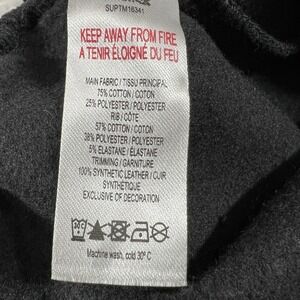 SUPTM16341
KEEP AWAY FROM FIRE
A TENIR ÉLOIGNÉ DU FEU
MAIN FABRIC / TISSU PRINCIPAL
75% COTTON / COTON
25% POLYESTER / POLYESTER
RIB / CÔTE
57% COTTON / COTON
38% POLYESTER / POLYESTER
5% ELASTANE / ÉLASTANE
TRIMMING / GARNITURE
100% SYNTHETIC LEATHER / CUIR
SYNTHÉTIQUE
EXCLUSIVE OF DECORATION
30°C
Machine wash, cold 30° C